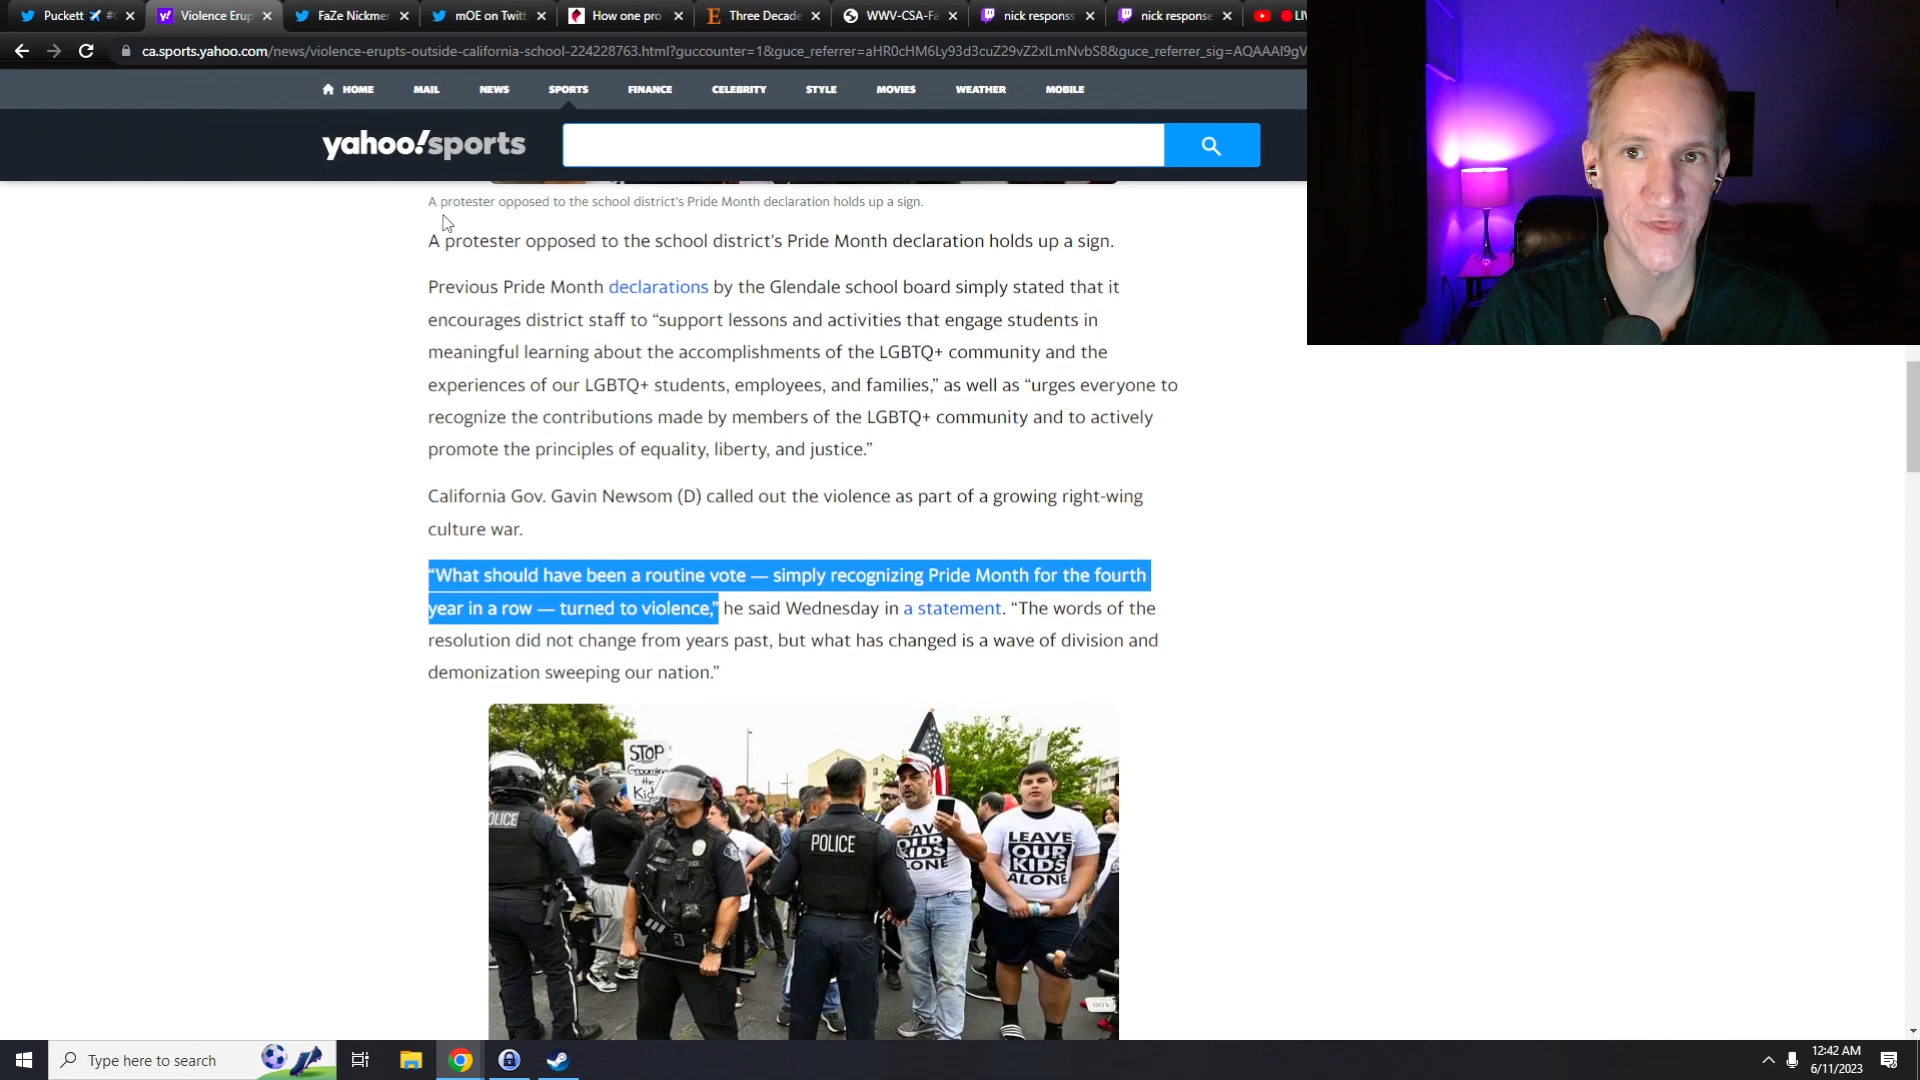 Puckett ✈ #
Violence Erup
FaZe Nickmer
mOE on Twitt
How one pro
Three Decade
WWV-CSA-Fa
nick responss
nick response
LI
ca.sports.yahoo.com/news/violence-erupts-outside-california-school-224228763.html?guccounter=1&guce_referrer=aHR0cHM6Ly93d3cuZ29vZ2xlLmNvbS8&guce_referrer_sig=AQAAAI9gV
HOME MAIL NEWS SPORTS FINANCE CELEBRITY STYLE MOVIES WEATHER MOBILE
yahoo!sports
A protester opposed to the school district's Pride Month declaration holds up a sign.
A protester opposed to the school district's Pride Month declaration holds up a sign.
Previous Pride Month declarations by the Glendale school board simply stated that it
encourages district staff to “support lessons and activities that engage students in
meaningful learning about the accomplishments of the LGBTQ+ community and the
experiences of our LGBTQ+ students, employees, and families,” as well as “urges everyone to
recognize the contributions made by members of the LGBTQ+ community and to actively
promote the principles of equality, liberty, and justice.”
California Gov. Gavin Newsom (D) called out the violence as part of a growing right-wing
culture war.
“What should have been a routine vote — simply recognizing Pride Month for the fourth
year in a row — turned to violence,” he said Wednesday in a statement. “The words of the
resolution did not change from years past, but what has changed is a wave of division and
demonization sweeping our nation.”
STOP
Grooming
the
Kids
POLICE
POLICE
KIDS
LEAVE
OUR
KIDS
ALONE
Type here to search
12:42 AM
6/11/2023